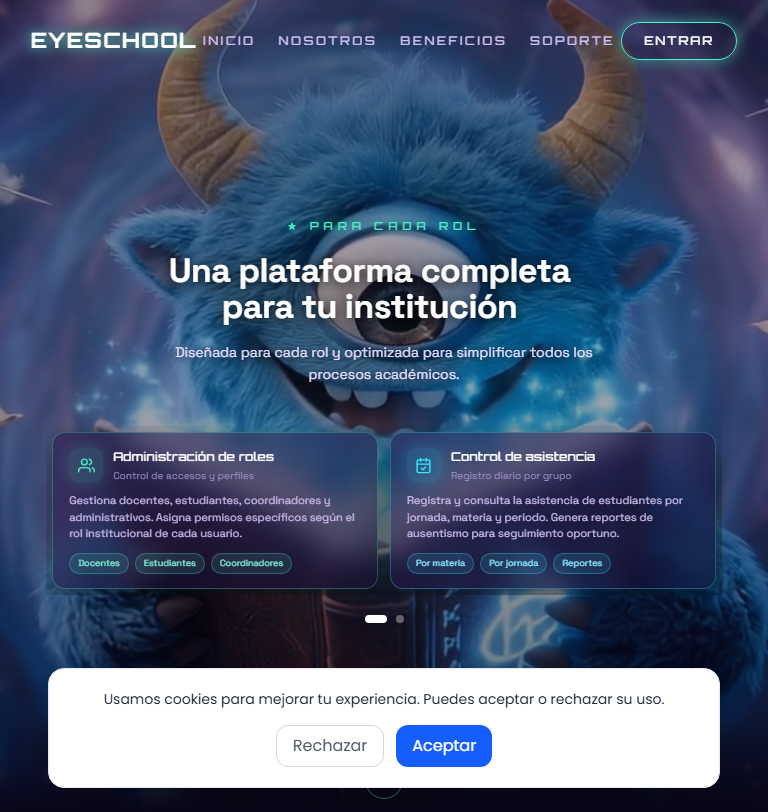 EYESCHOOL INICIO NOSOTROS BENEFICIOS SOPORTE ENTRAR
★ PARA CADA ROL
Una plataforma completa
para tu institución
Diseñada para cada rol y optimizada para simplificar todos los
procesos académicos.
Administración de roles
Control de accesos y perfiles
Gestiona docentes, estudiantes, coordinadores y
administrativos. Asigna permisos específicos según el
rol institucional de cada usuario.
Docentes Estudiantes Coordinadores
Control de asistencia
Registro diario por grupo
Registra y consulta la asistencia de estudiantes por
jornada, materia y periodo. Genera reportes de
ausentismo para seguimiento oportuno.
Por materia Por jornada Reportes
Usamos cookies para mejorar tu experiencia. Puedes aceptar o rechazar su uso.
Rechazar Aceptar